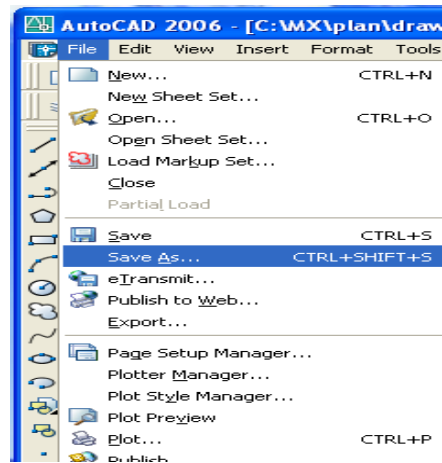 AutoCAD 2006 - [C:\MX\plan\draw
File Edit View Insert Format Tools
New... CTRL+N
New Sheet Set...
Open... CTRL+O
Open Sheet Set...
Load Markup Set...
Close
Partial Load
Save CTRL+S
Save As... CTRL+SHIFT+S
eTransmit...
Publish to Web...
Export...
Page Setup Manager...
Plotter Manager...
Plot Style Manager...
Plot Preview
Plot... CTRL+P
Publish